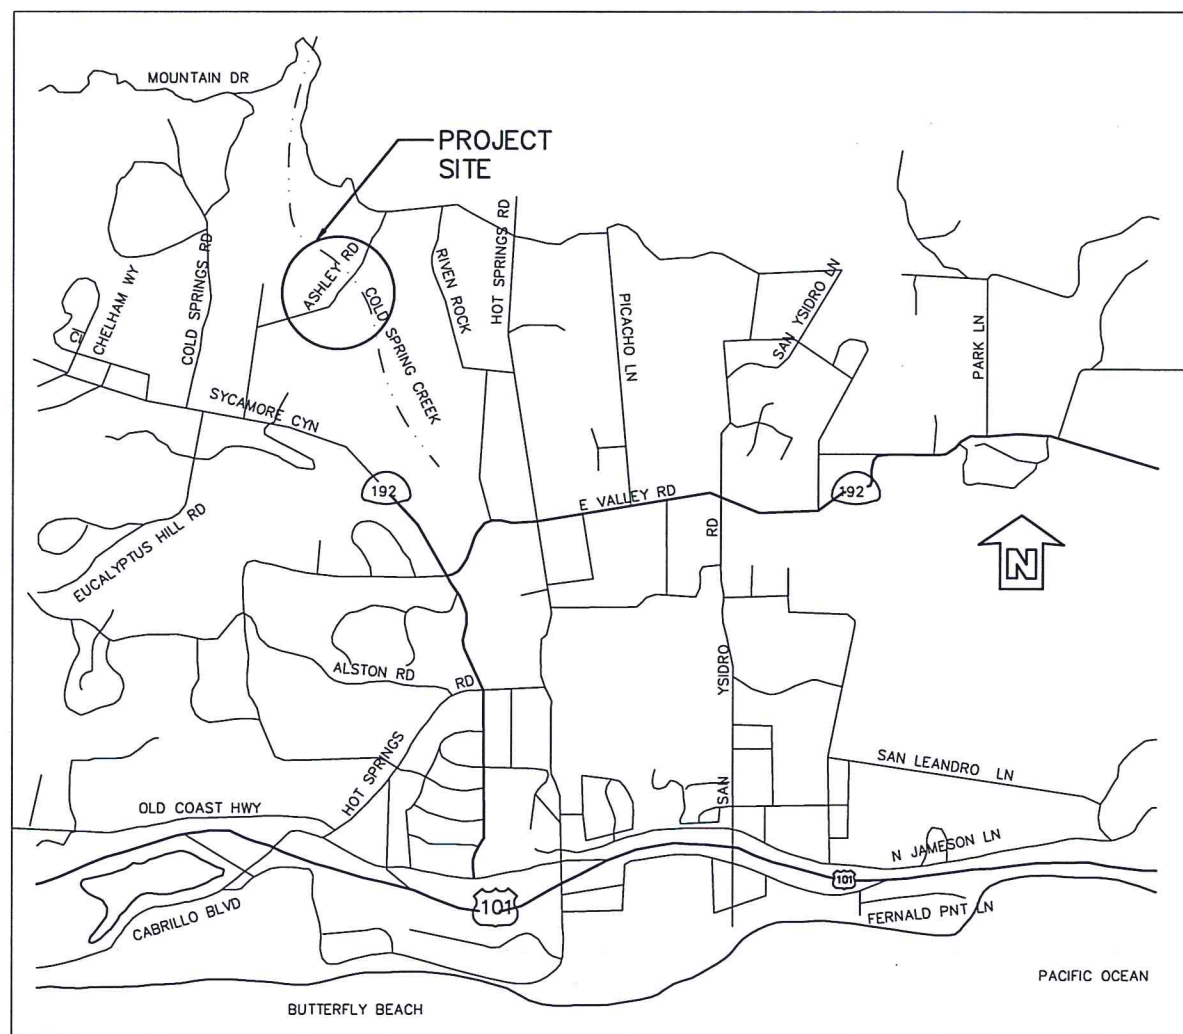 MOUNTAIN DR
PROJECT
SITE
CHELHAM WY
COLD SPRINGS RD
ASHLEY RD
COLD SPRING CREEK
RIVEN ROCK
HOT SPRINGS RD
PICACHO LN
SAN YSIDRO LN
PARK LN
SYCAMORE CYN
192
E VALLEY RD
192
EUCALYPTUS HILL RD
N
ALSTON RD
HOT SPRINGS RD
SAN YSIDRO RD
SAN LEANDRO LN
OLD COAST HWY
N JAMESON LN
101
101
CABRILLO BLVD
FERNALD PNT LN
PACIFIC OCEAN
BUTTERFLY BEACH